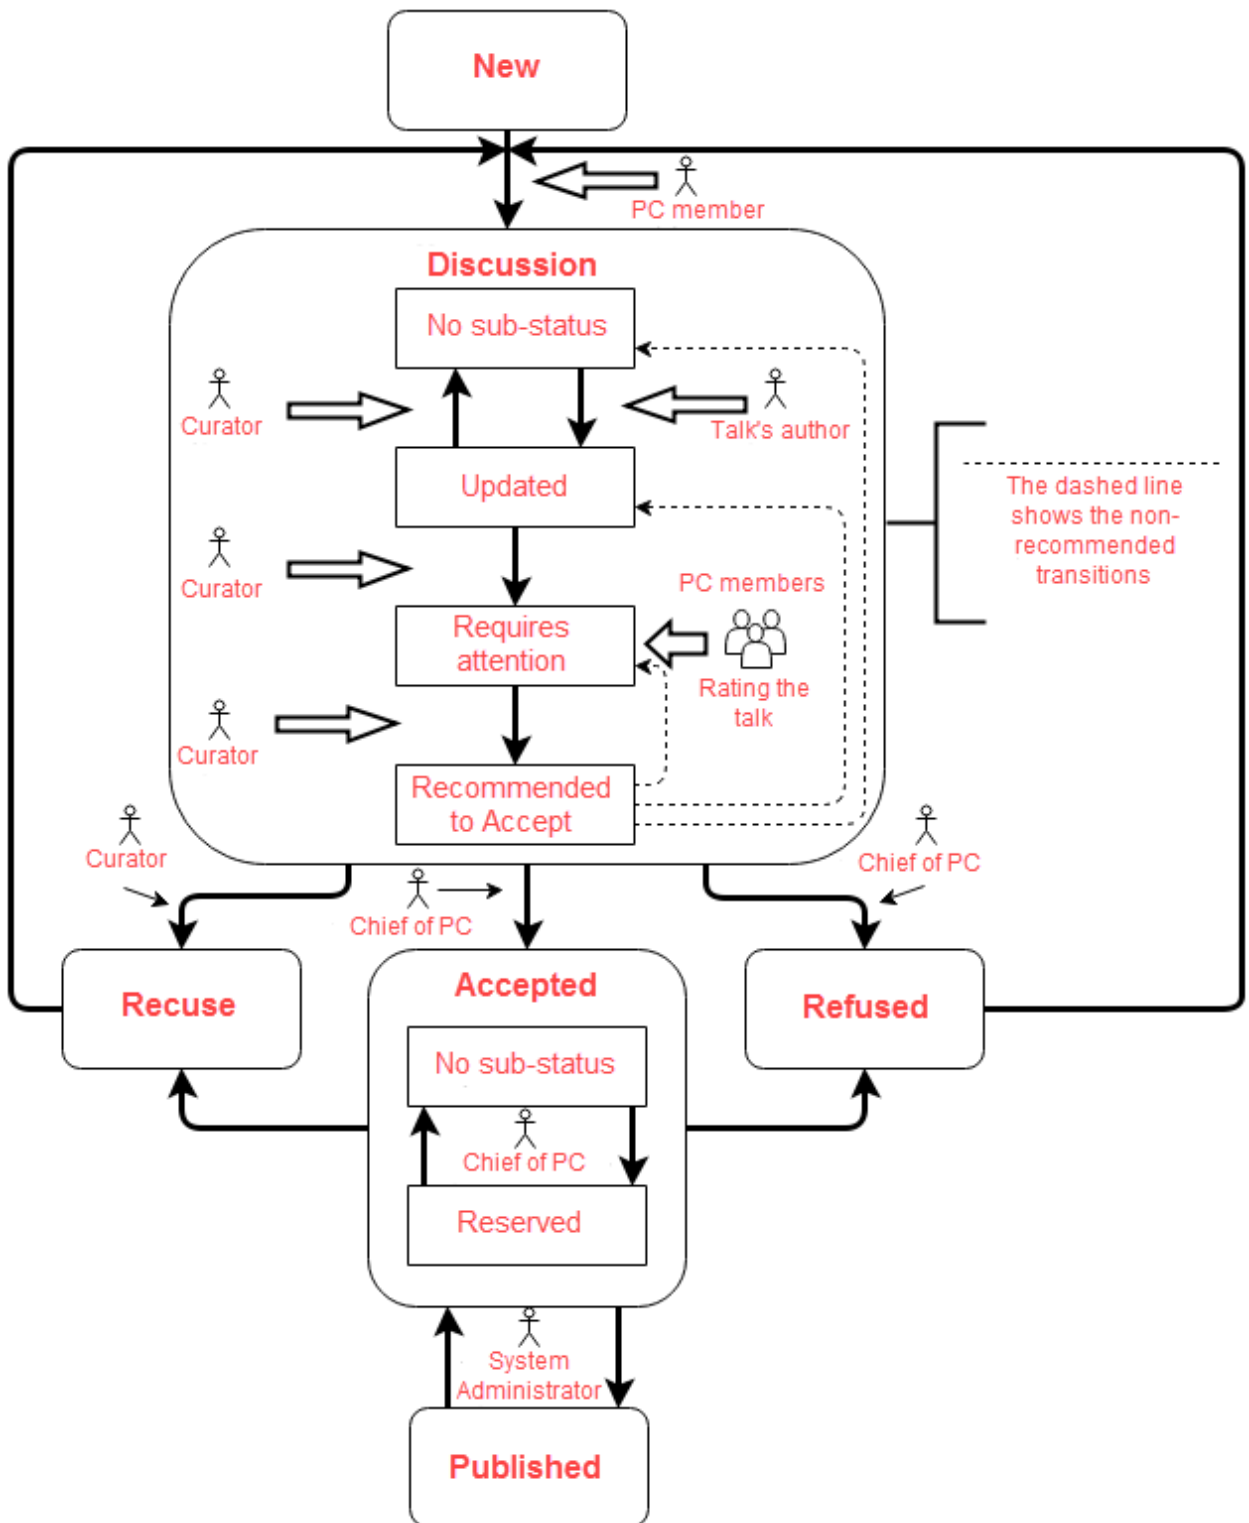 New
PC member
Discussion
No sub-status
Curator
Talk's author
Updated
The dashed line
shows the non-
recommended
transitions
Curator
PC members
Requires
attention
Rating the
talk
Curator
Recommended
to Accept
Curator
Chief of PC
Chief of PC
Recuse
Accepted
Refused
No sub-status
Chief of PC
Reserved
System
Administrator
Published